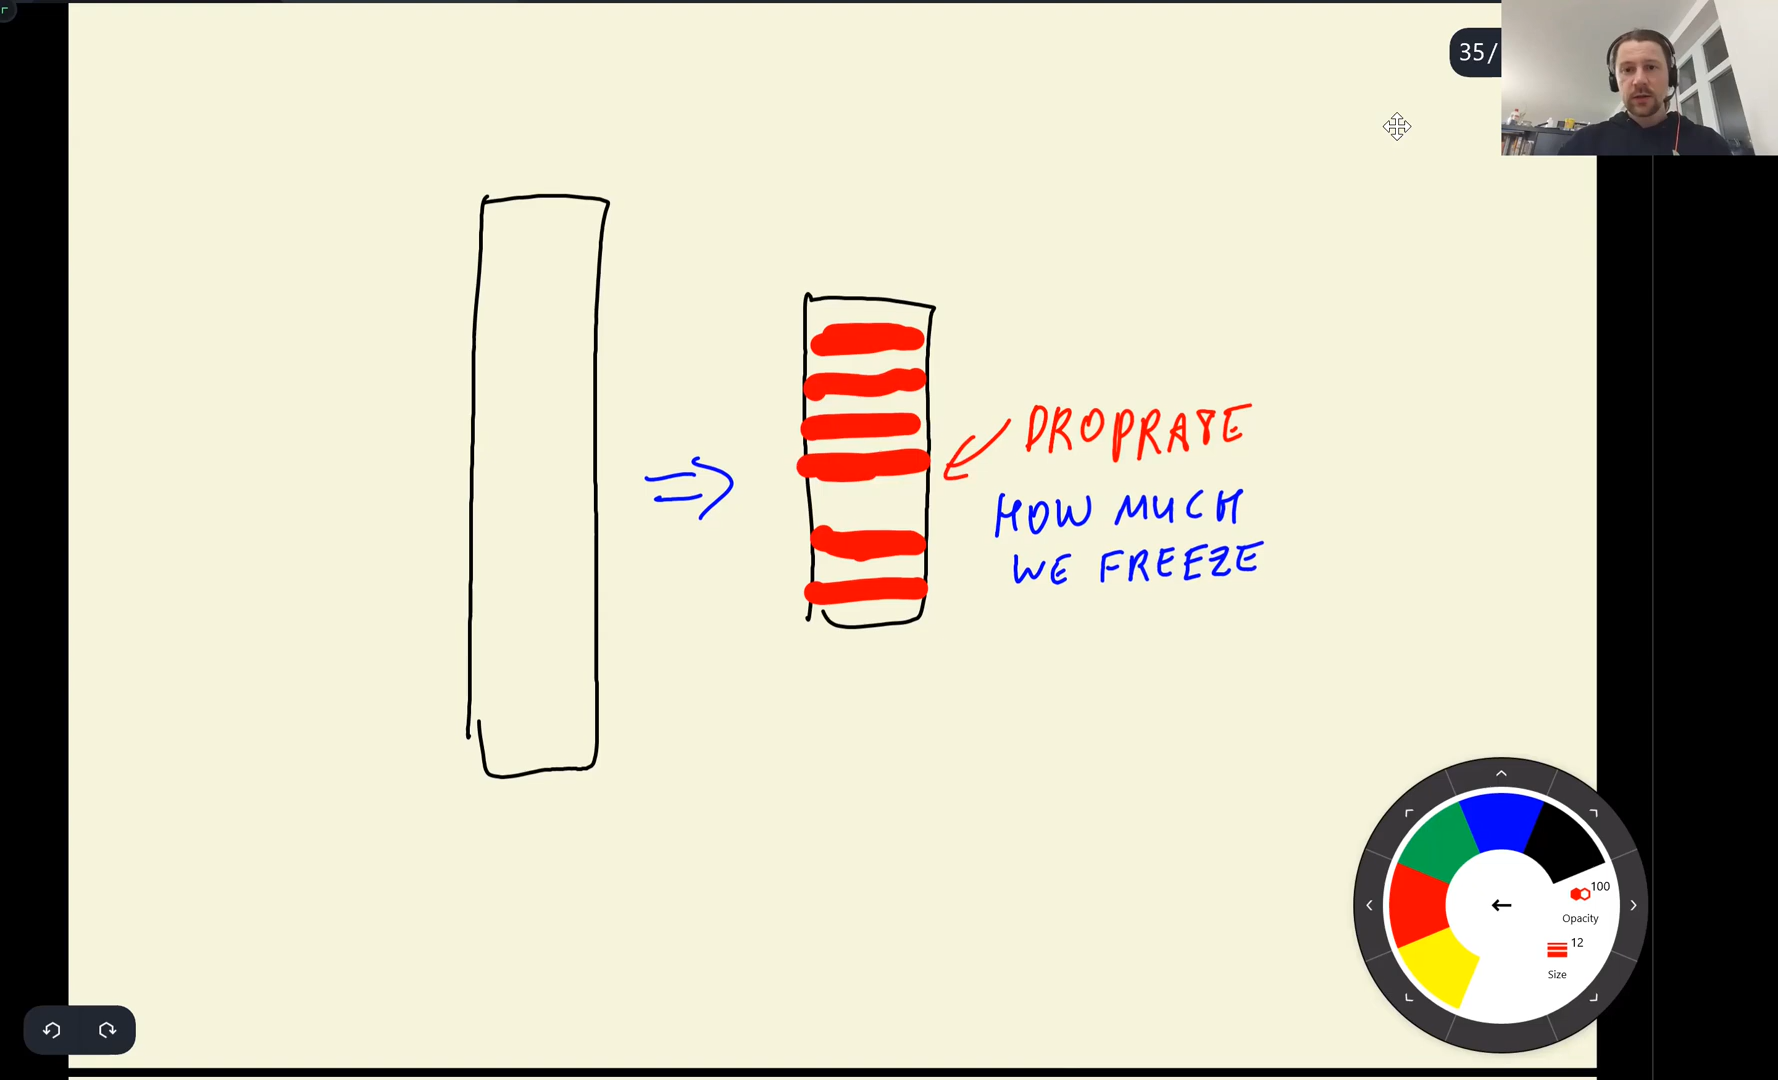 35/
DROPRATE
HOW MUCH
WE FREEZE
100
Opacity
12
Size